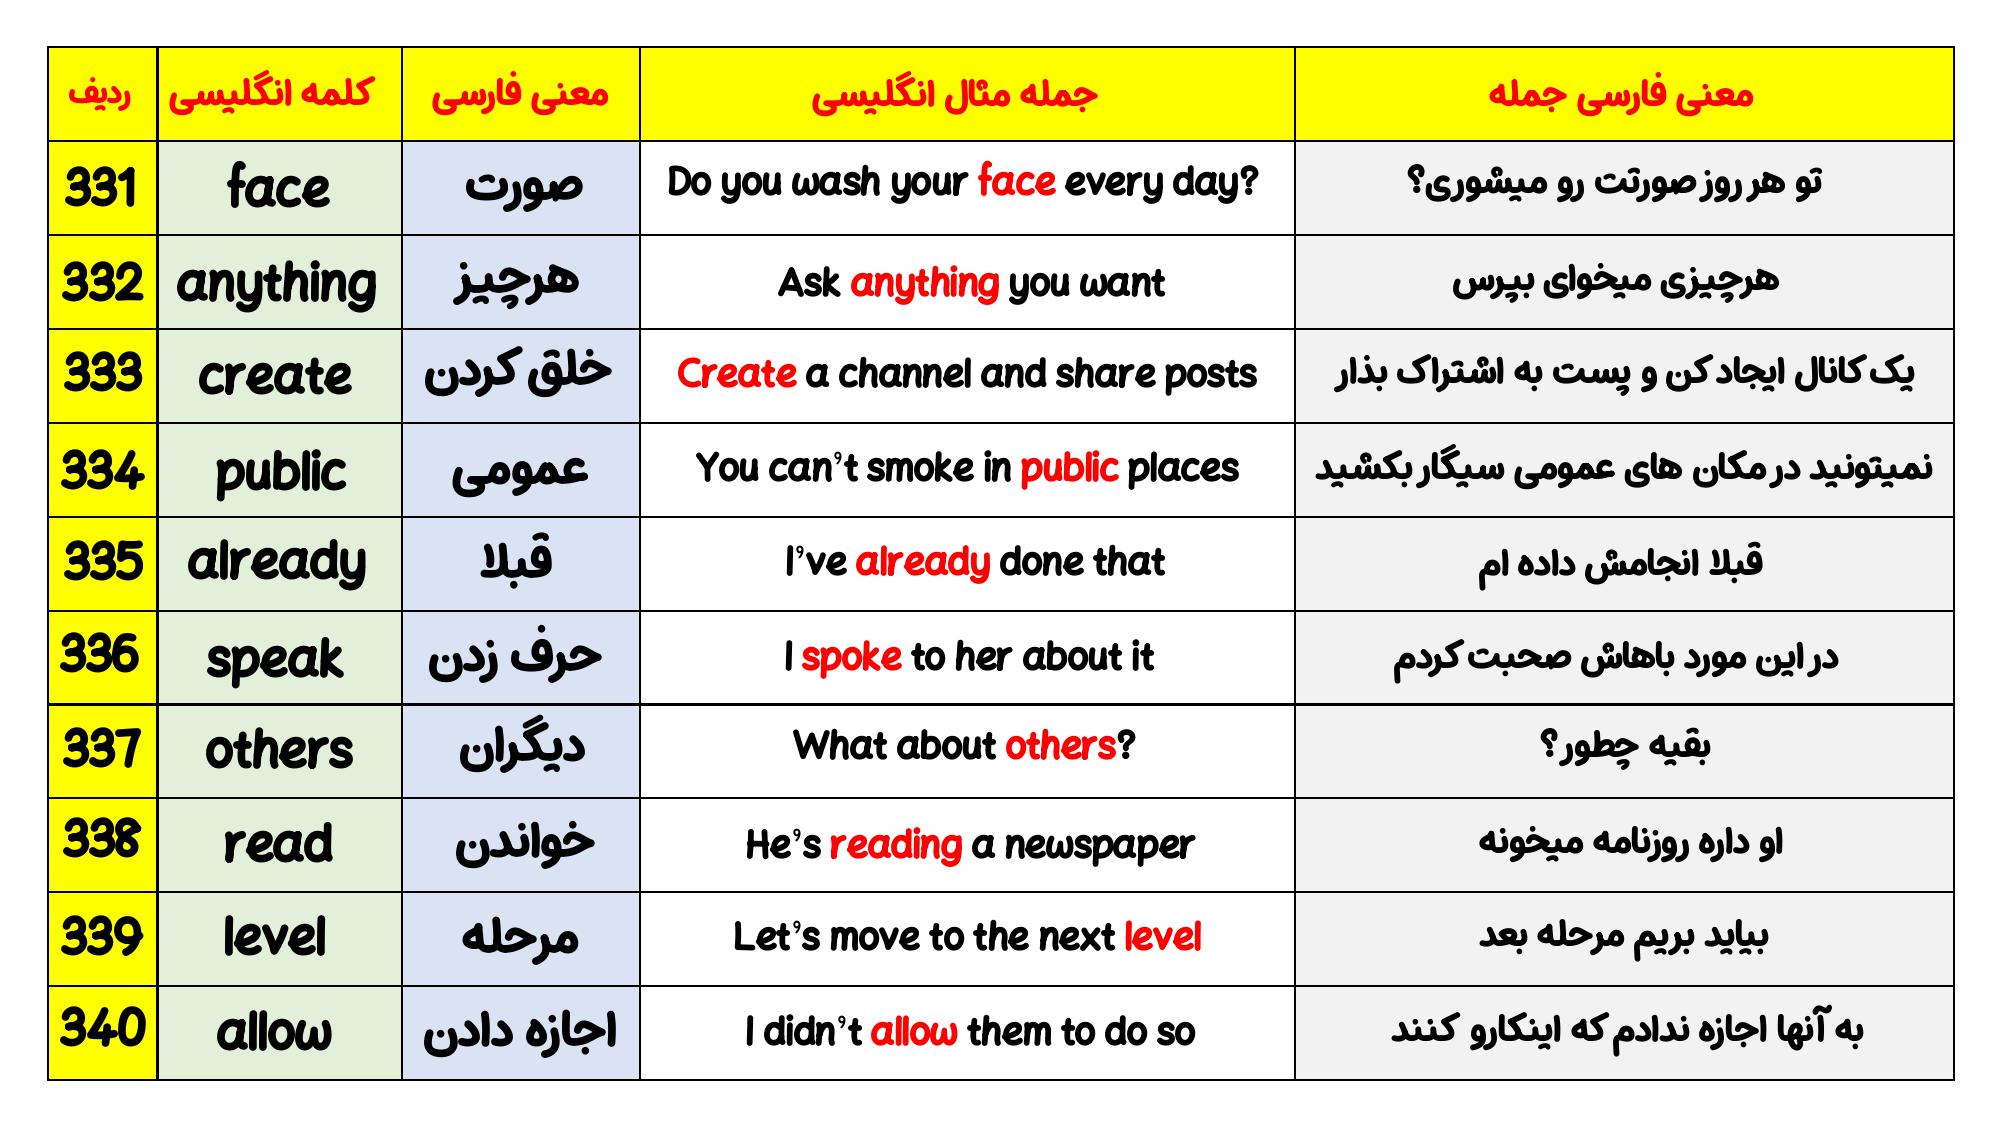 ردیف کلمه انگلیسی معنی فارسی جمله مثال انگلیسی معنی فارسی جمله
331 face صورت Do you wash your face every day? تو هر روز صورتت رو میشوری؟
332 anything هرچیز Ask anything you want هرچیزی میخوای بپرس
333 create خلق کردن Create a channel and share posts یک کانال ایجاد کن و پست به اشتراک بذار
334 public عمومی You can't smoke in public places نمیتونید در مکان های عمومی سیگار بکشید
335 already قبلا I've already done that قبلا انجامش داده ام
336 speak حرف زدن I spoke to her about it در این مورد باهاش صحبت کردم
337 others دیگران What about others? بقیه چطور؟
338 read خواندن He's reading a newspaper او داره روزنامه میخونه
339 level مرحله Let's move to the next level بیاید بریم مرحله بعد
340 allow اجازه دادن I didn't allow them to do so به آنها اجازه ندادم که اینکارو کنند